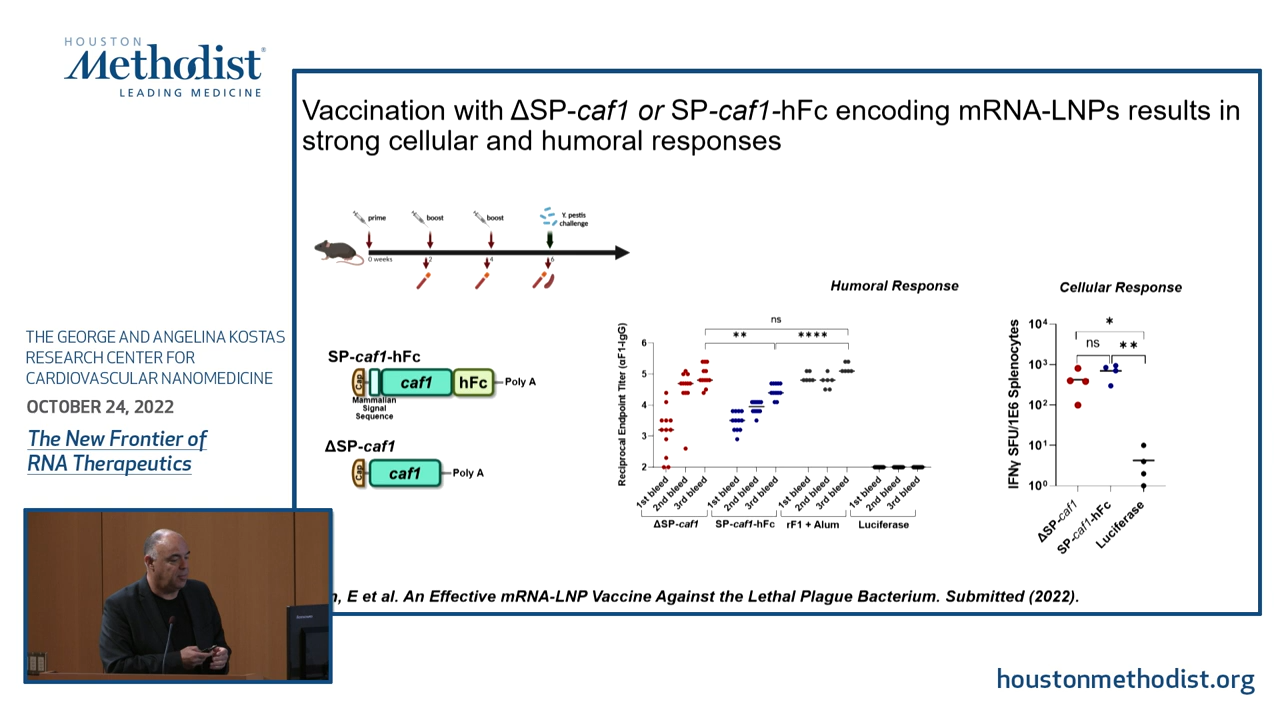 HOUSTON
Methodist®
LEADING MEDICINE
THE GEORGE AND ANGELINA KOSTAS
RESEARCH CENTER FOR
CARDIOVASCULAR NANOMEDICINE
OCTOBER 24, 2022
The New Frontier of
RNA Therapeutics
Vaccination with ΔSP-caf1 or SP-caf1-hFc encoding mRNA-LNPs results in
strong cellular and humoral responses
prime
boost
boost
Y. pestis
challenge
0 weeks
2
4
6
SP-caf1-hFc
Cap
caf1
hFc
Poly A
Mammalian
Signal
Sequence
ΔSP-caf1
Cap
caf1
Poly A
Humoral Response
Reciprocal Endpoint Titer (αF1-IgG)
6
5
4
3
2
ns
**
****
1st bleed
2nd bleed
3rd bleed
1st bleed
2nd bleed
3rd bleed
1st bleed
2nd bleed
3rd bleed
1st bleed
2nd bleed
3rd bleed
ΔSP-caf1
SP-caf1-hFc
rF1 + Alum
Luciferase
Cellular Response
IFNγ SFU/1E6 Splenocytes
10⁴
10³
10²
10¹
10⁰
*
ns
**
ΔSP-caf1
SP-caf1-hFc
Luciferase
, E et al. An Effective mRNA-LNP Vaccine Against the Lethal Plague Bacterium. Submitted (2022).
houstonmethodist.org